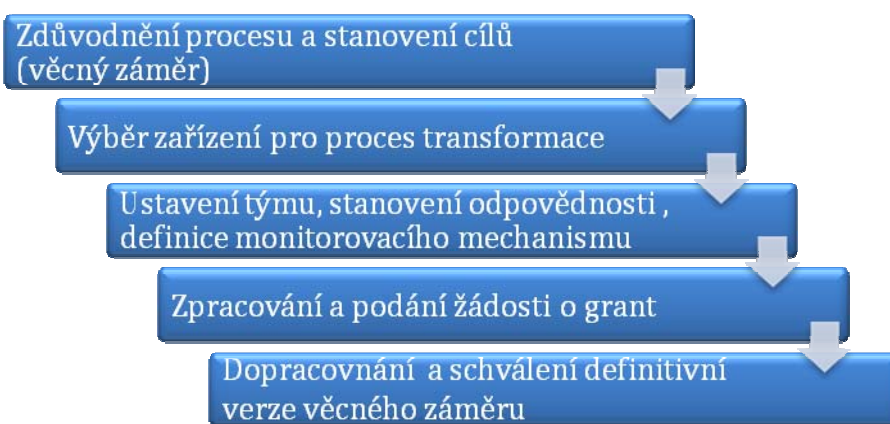 Zdůvodnění procesu a stanovení cílů
(věcný záměr)
Výběr zařízení pro proces transformace
Ustavení týmu, stanovení odpovědnosti ,
definice monitorovacího mechanismu
Zpracování a podání žádosti o grant
Dopracovnání a schválení definitivní
verze věcného záměru